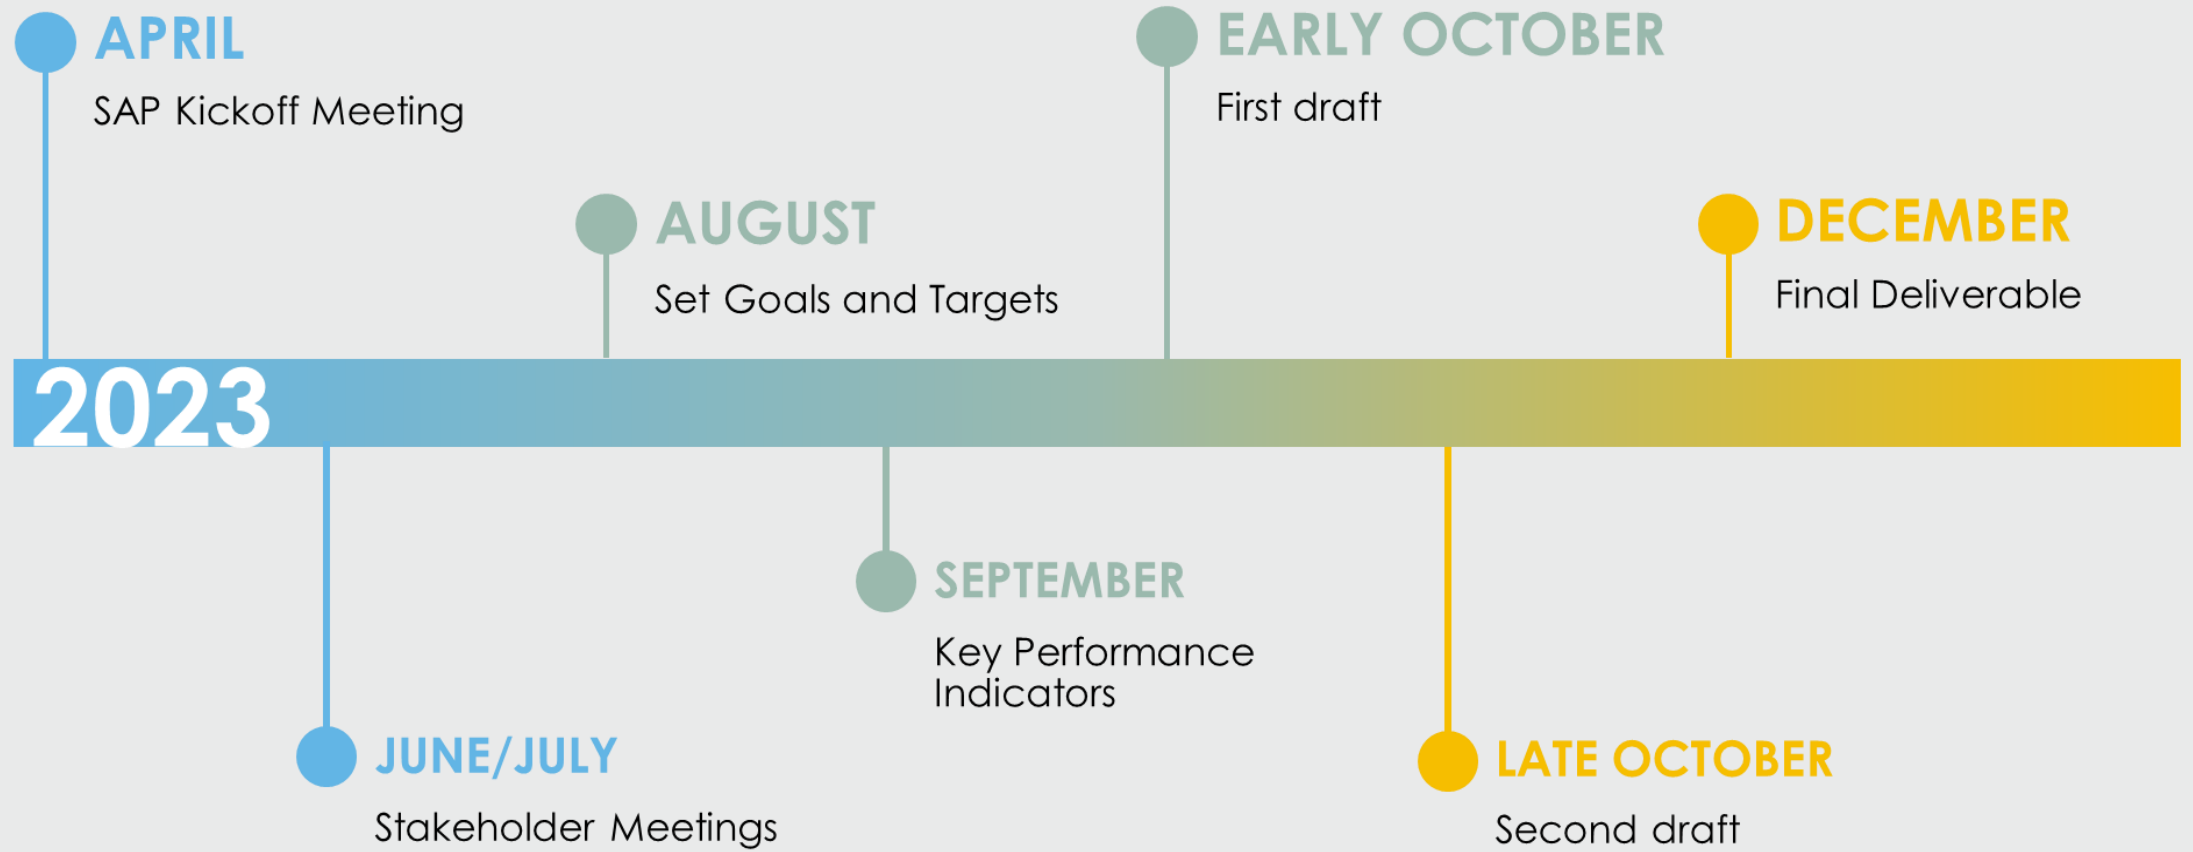 APRIL
SAP Kickoff Meeting
EARLY OCTOBER
First draft
AUGUST
Set Goals and Targets
DECEMBER
Final Deliverable
2023
SEPTEMBER
Key Performance
Indicators
JUNE/JULY
Stakeholder Meetings
LATE OCTOBER
Second draft